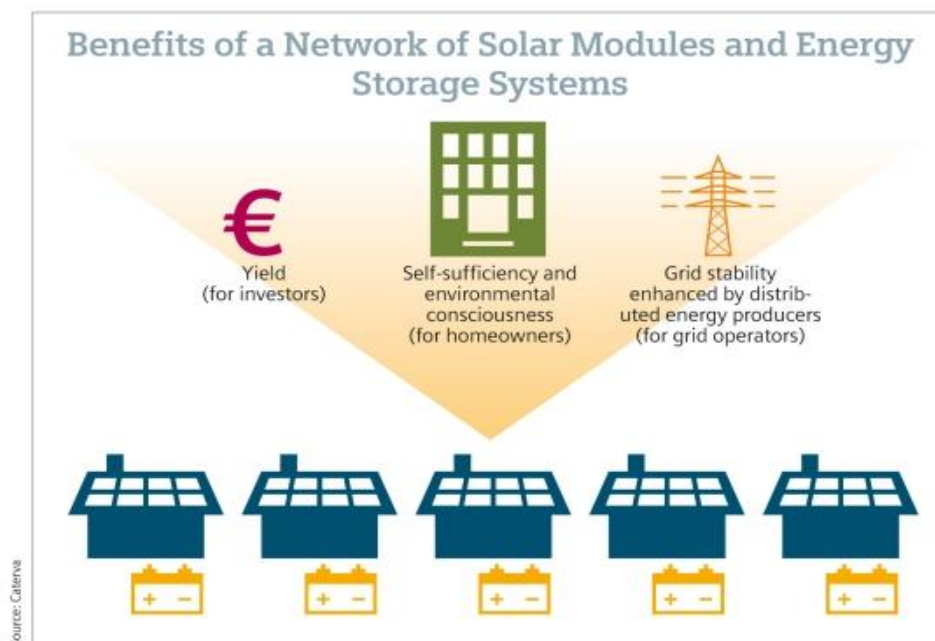 Benefits of a Network of Solar Modules and Energy
Storage Systems
€
Yield
(for investors)
Self-sufficiency and
environmental
consciousness
(for homeowners)
Grid stability
enhanced by distrib-
uted energy producers
(for grid operators)
+ −
+ −
+ −
+ −
+ −
ource: Caterva